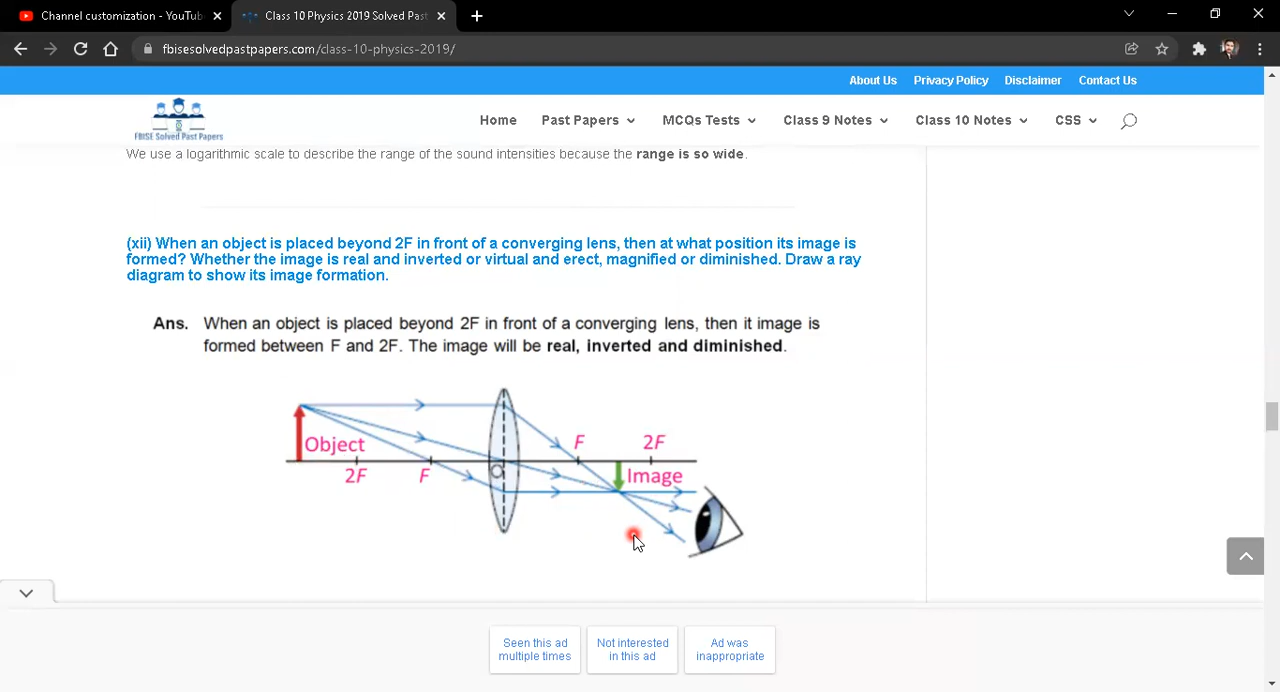 Channel customization - YouTub
Class 10 Physics 2019 Solved Past
fbisesolvedpastpapers.com/class-10-physics-2019/
About Us Privacy Policy Disclaimer Contact Us
FBISE Solved Past Papers
Home Past Papers MCQs Tests Class 9 Notes Class 10 Notes CSS
We use a logarithmic scale to describe the range of the sound intensities because the range is so wide.
(xii) When an object is placed beyond 2F in front of a converging lens, then at what position its image is
formed? Whether the image is real and inverted or virtual and erect, magnified or diminished. Draw a ray
diagram to show its image formation.
Ans. When an object is placed beyond 2F in front of a converging lens, then it image is
formed between F and 2F. The image will be real, inverted and diminished.
Object
F 2F
2F F
O
Image
Seen this ad
multiple times
Not interested
in this ad
Ad was
inappropriate